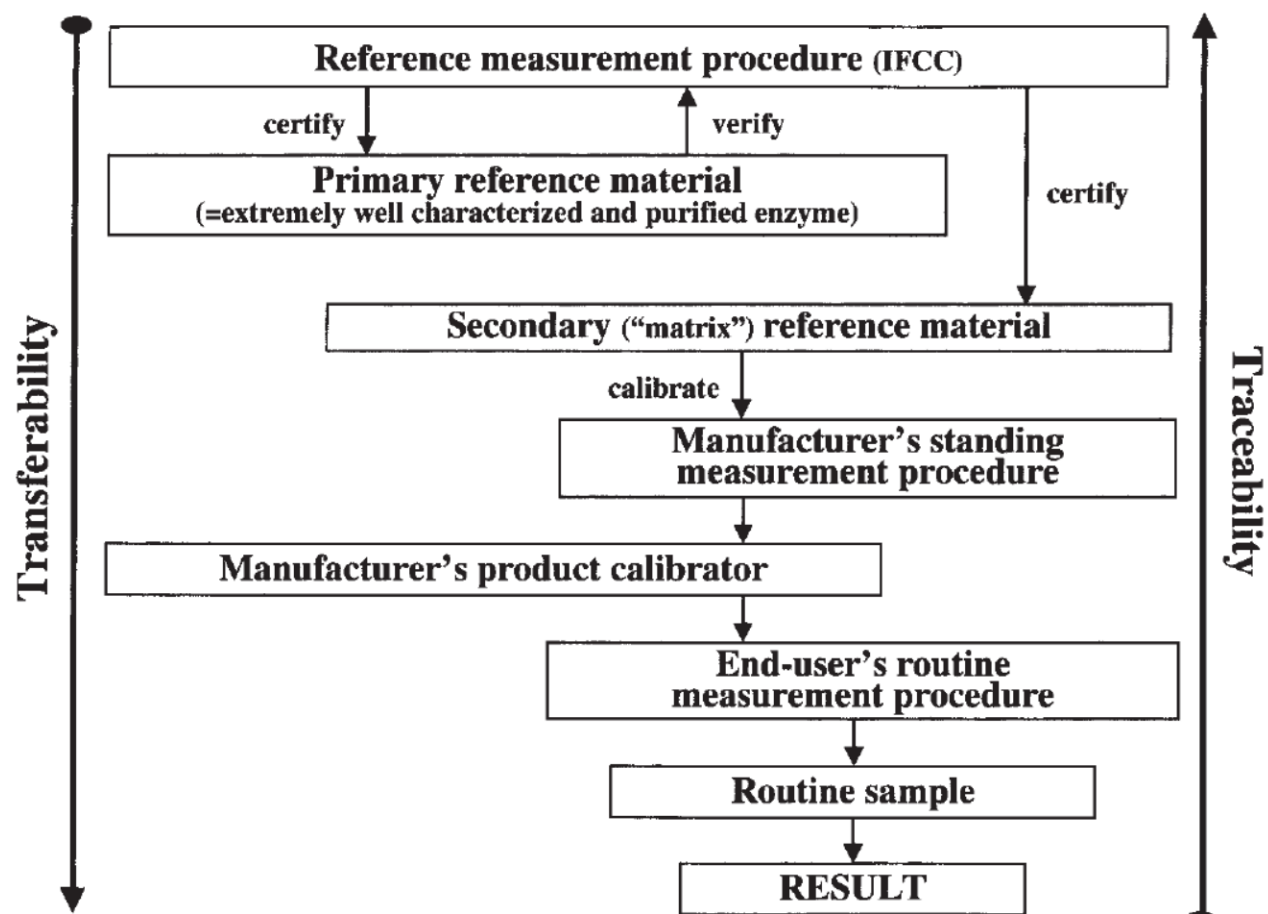 Reference measurement procedure (IFCC)
certify
verify
Primary reference material
(=extremely well characterized and purified enzyme)
certify
Secondary (“matrix”) reference material
calibrate
Manufacturer’s standing
measurement procedure
Manufacturer’s product calibrator
End-user’s routine
measurement procedure
Routine sample
RESULT
Transferability
Traceability